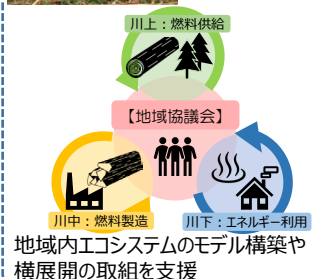 川上：燃料供給
【地域協議会】
川中：燃料製造
川下：エネルギー利用
地域内エコシステムのモデル構築や
横展開の取組を支援